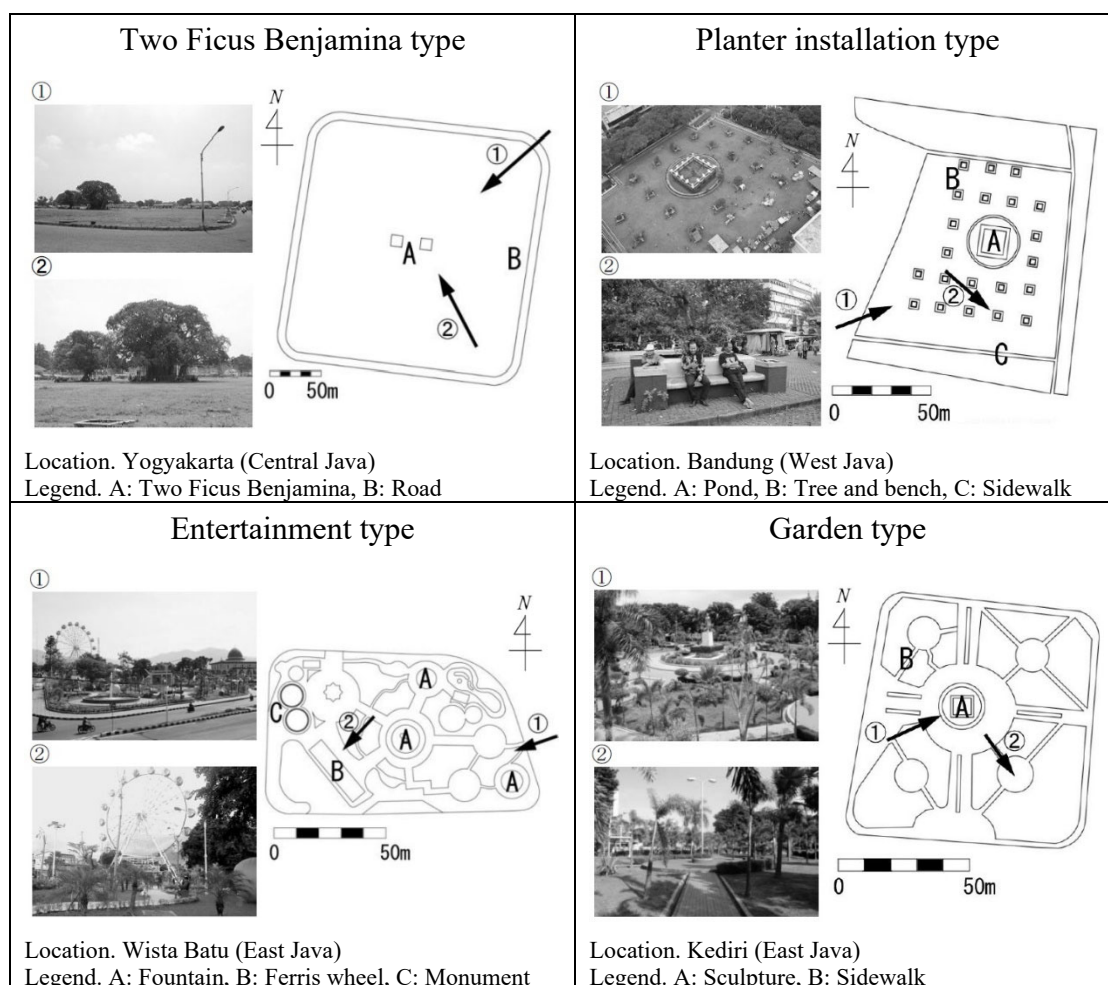 Two Ficus Benjamina type
①
N
①
A
B
②
②
0 50m
Location. Yogyakarta (Central Java)
Legend. A: Two Ficus Benjamina, B: Road
Planter installation type
①
N
B
A
②
①
②
C
0 50m
Location. Bandung (West Java)
Legend. A: Pond, B: Tree and bench, C: Sidewalk
Entertainment type
①
N
A
C
②
A
①
B
A
②
0 50m
Location. Wista Batu (East Java)
Legend. A: Fountain, B: Ferris wheel, C: Monument
Garden type
①
N
B
A
①
②
②
0 50m
Location. Kediri (East Java)
Legend. A: Sculpture, B: Sidewalk